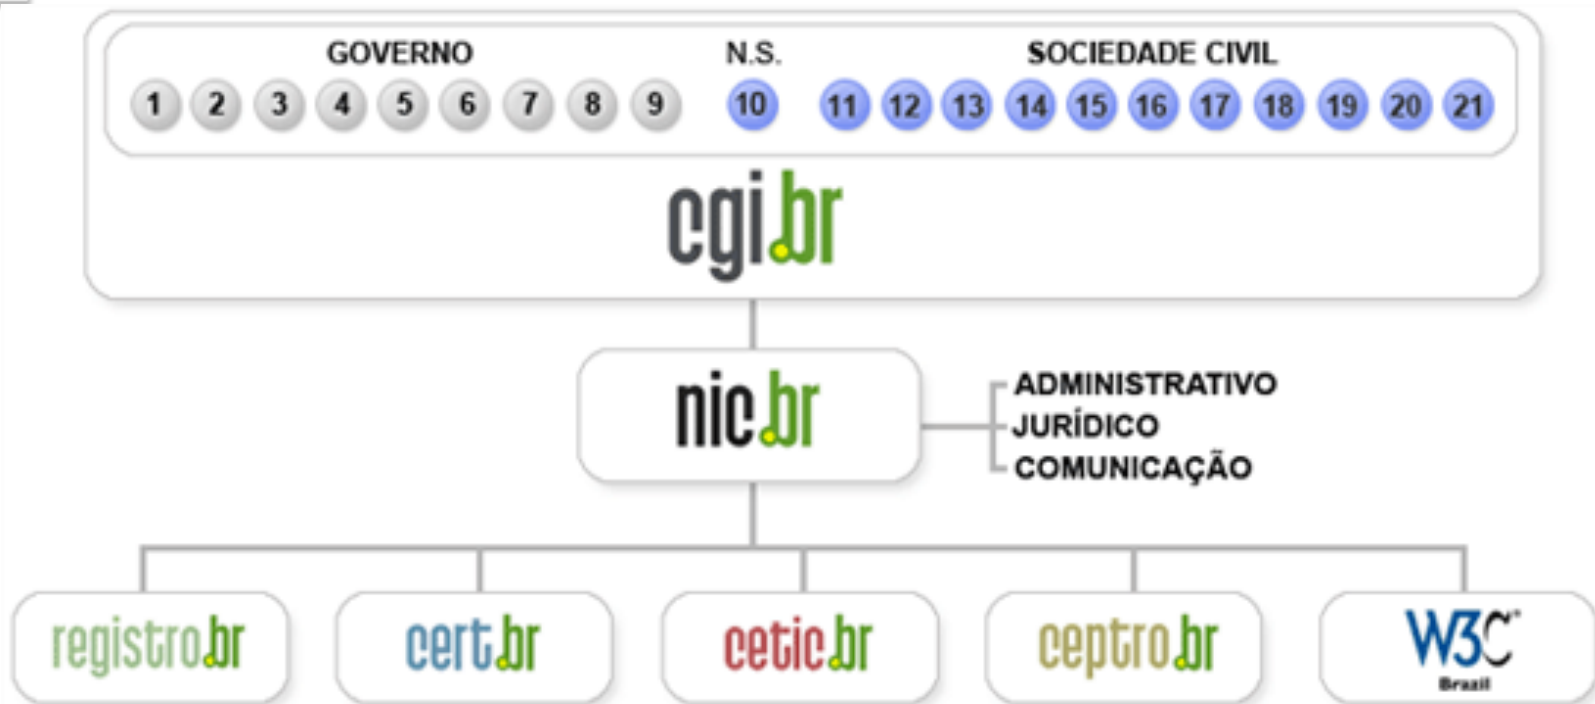 GOVERNO N.S. SOCIEDADE CIVIL
1 2 3 4 5 6 7 8 9 10 11 12 13 14 15 16 17 18 19 20 21
cgi.br
nic.br
ADMINISTRATIVO
JURÍDICO
COMUNICAÇÃO
registro.br cert.br cetic.br ceptro.br W3C
Brazil